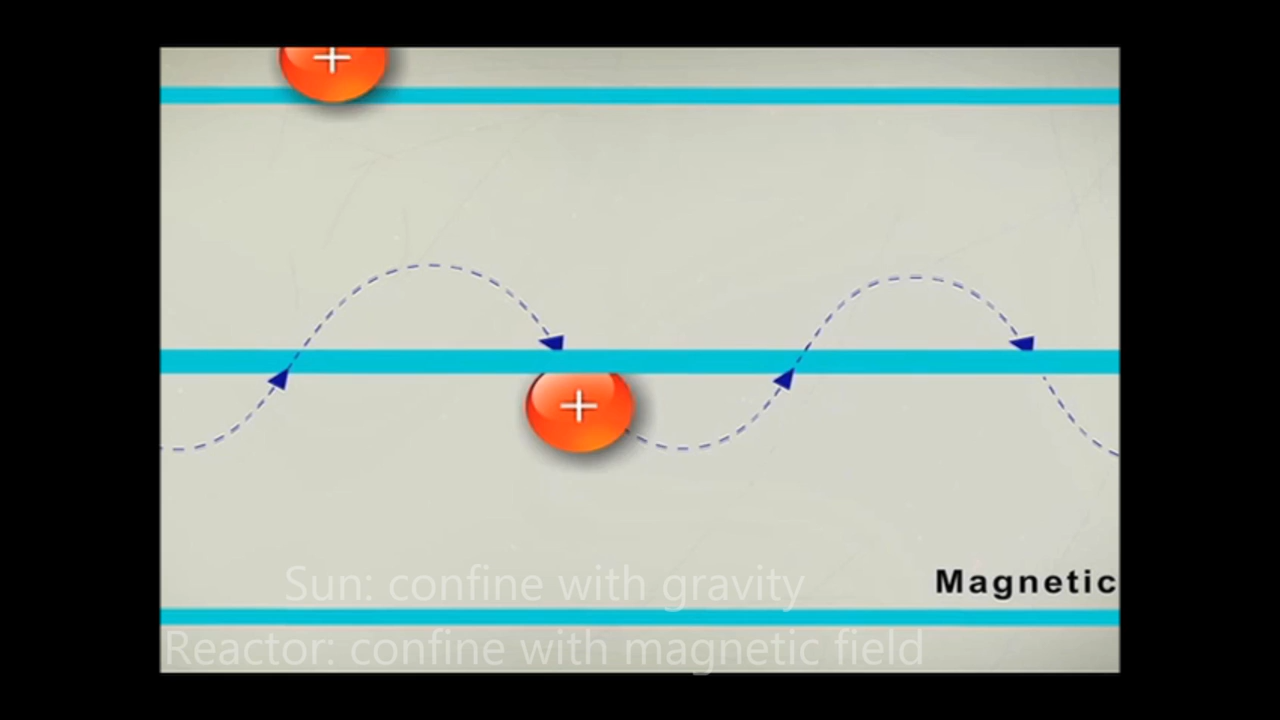 +
+
Sun: confine with gravity
Magnetic
Reactor: confine with magnetic field